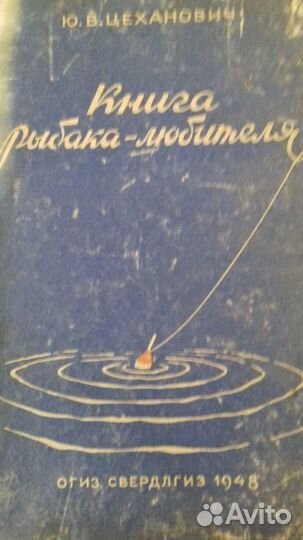 Ю. В. ЦЕХАНОВИЧ
Книга
рыбака-любителя
ОГИЗ СВЕРДЛГИЗ 1948
Avito